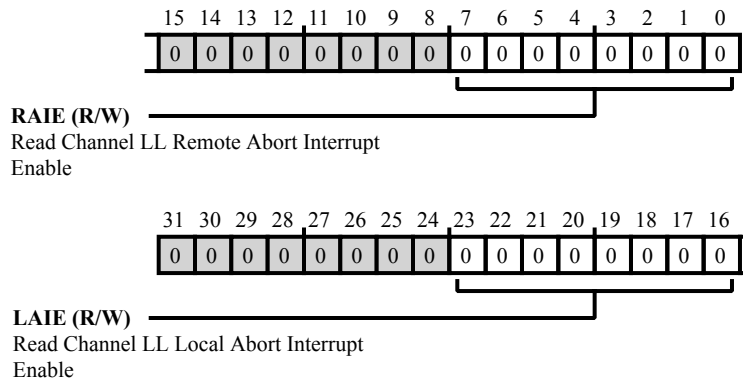 15 14 13 12 11 10 9 8 7 6 5 4 3 2 1 0
0 0 0 0 0 0 0 0 0 0 0 0 0 0 0 0
RAIE (R/W)
Read Channel LL Remote Abort Interrupt
Enable
31 30 29 28 27 26 25 24 23 22 21 20 19 18 17 16
0 0 0 0 0 0 0 0 0 0 0 0 0 0 0 0
LAIE (R/W)
Read Channel LL Local Abort Interrupt
Enable